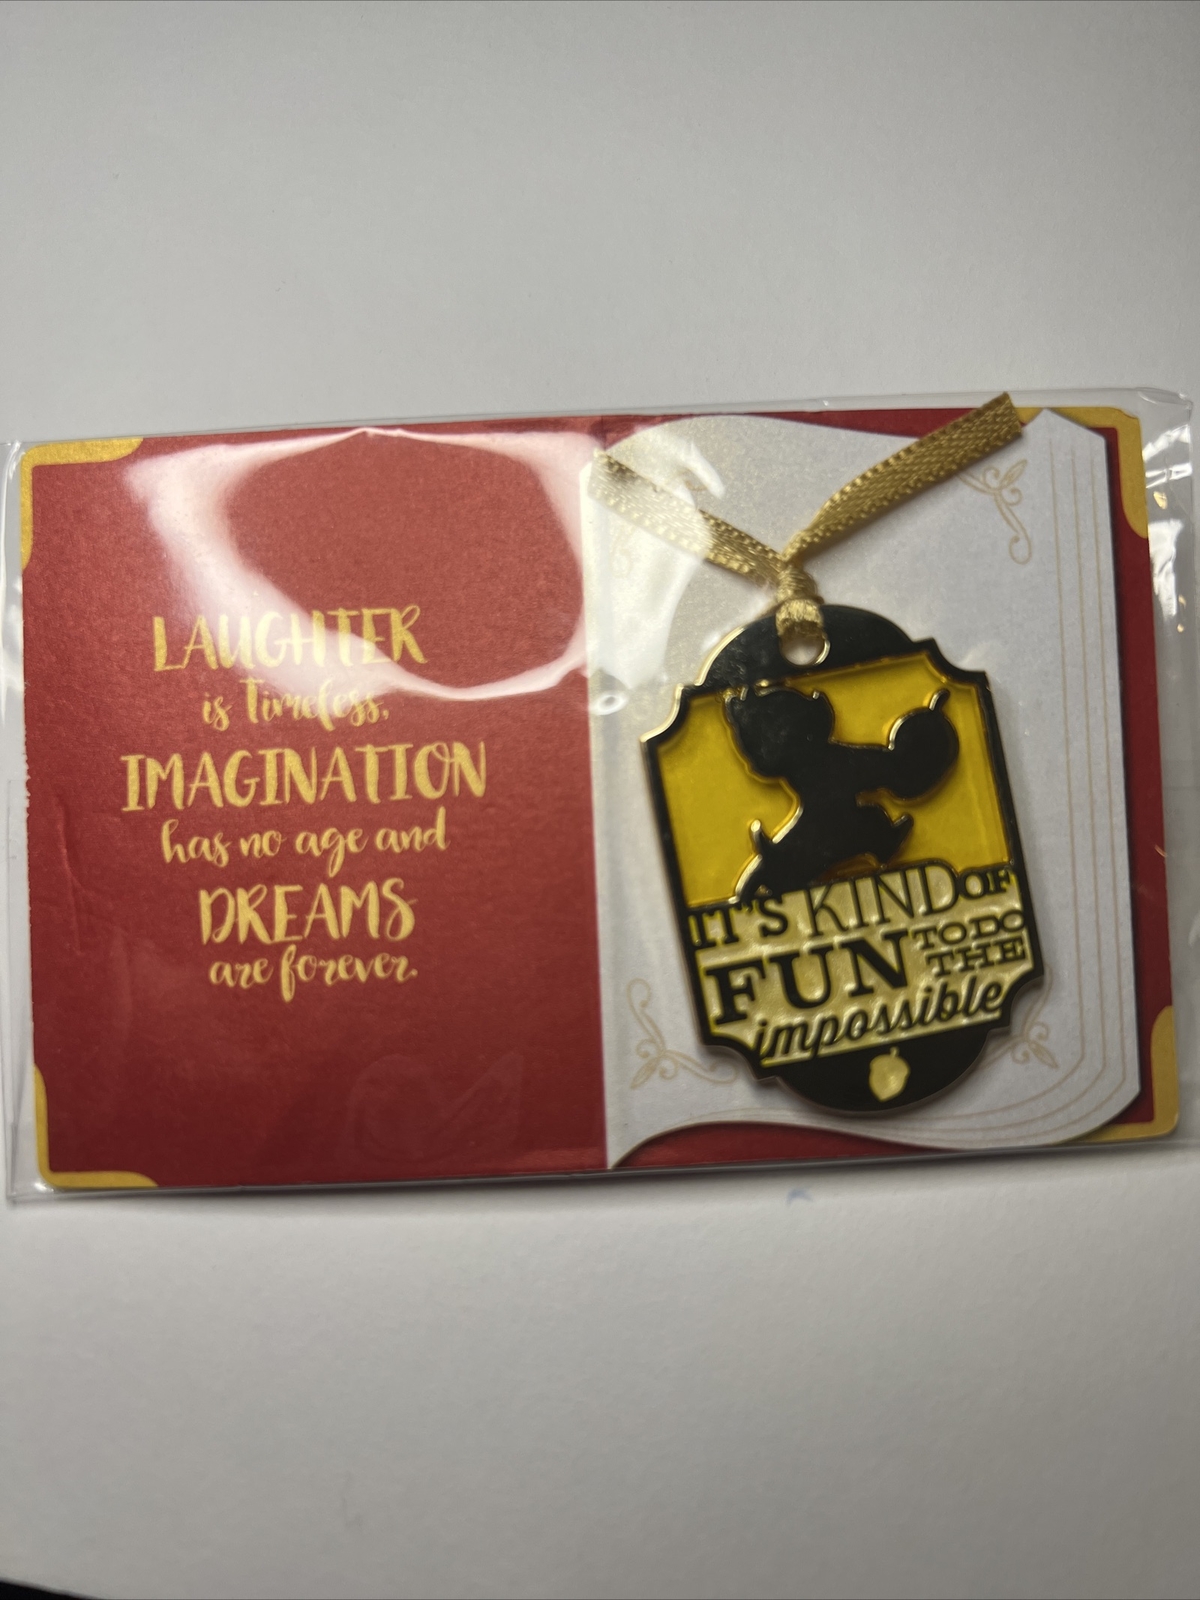 LAUGHTER
is timeless,
IMAGINATION
has no age and
DREAMS
are forever.
IT'S KIND OF
FUN TO DO
THE
impossible